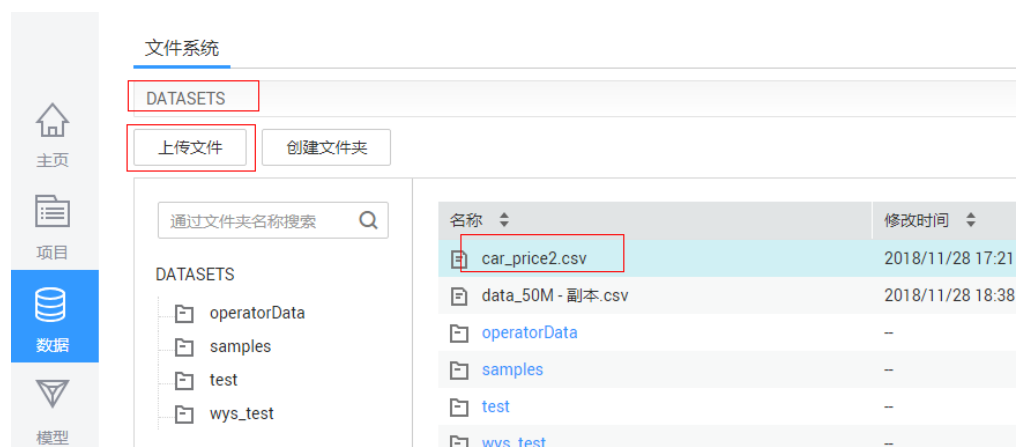 文件系统
DATASETS
上传文件 创建文件夹
主页
项目
数据
模型
通过文件夹名称搜索
DATASETS
operatorData
samples
test
wys_test
名称 修改时间
car_price2.csv 2018/11/28 17:21
data_50M - 副本.csv 2018/11/28 18:38
operatorData --
samples --
test --
wys_test --